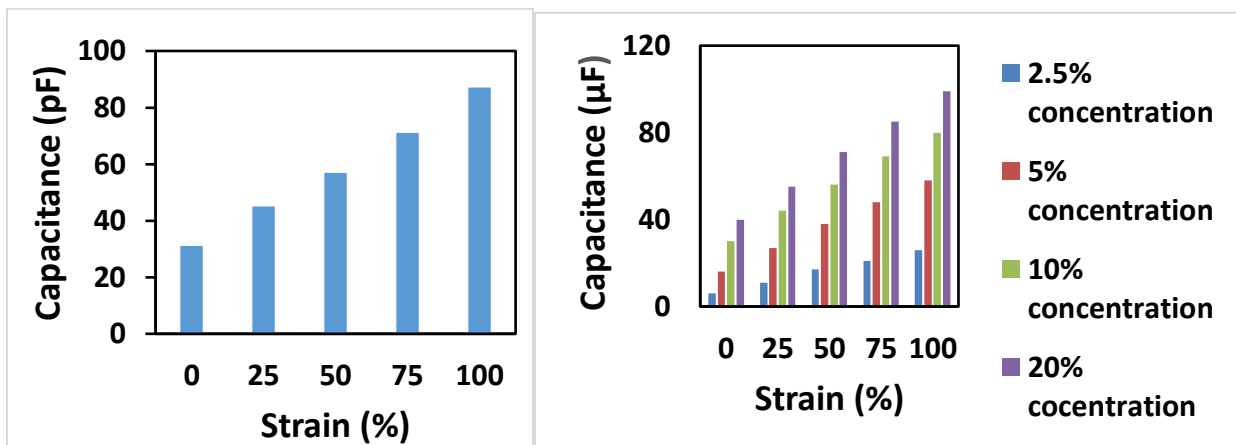 Capacitance (pF)
100
80
60
40
20
0
0 25 50 75 100
Strain (%)
Capacitance (µF)
120
80
40
0
0 25 50 75 100
Strain (%)
2.5%
concentration
5%
concentration
10%
concentration
20%
cocentration